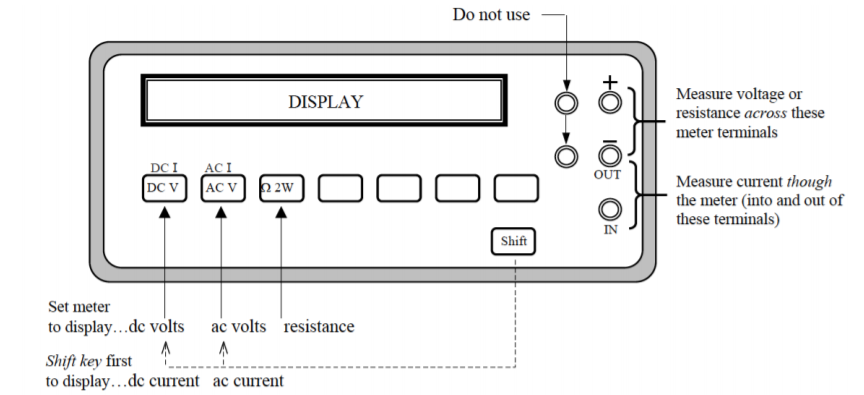 Do not use
DISPLAY
+
Measure voltage or
resistance across these
meter terminals
−
OUT
DC I
AC I
DC V
AC V
Ω 2W
Measure current though
the meter (into and out of
these terminals)
IN
Shift
Set meter
to display…dc volts ac volts resistance
Shift key first
to display…dc current ac current